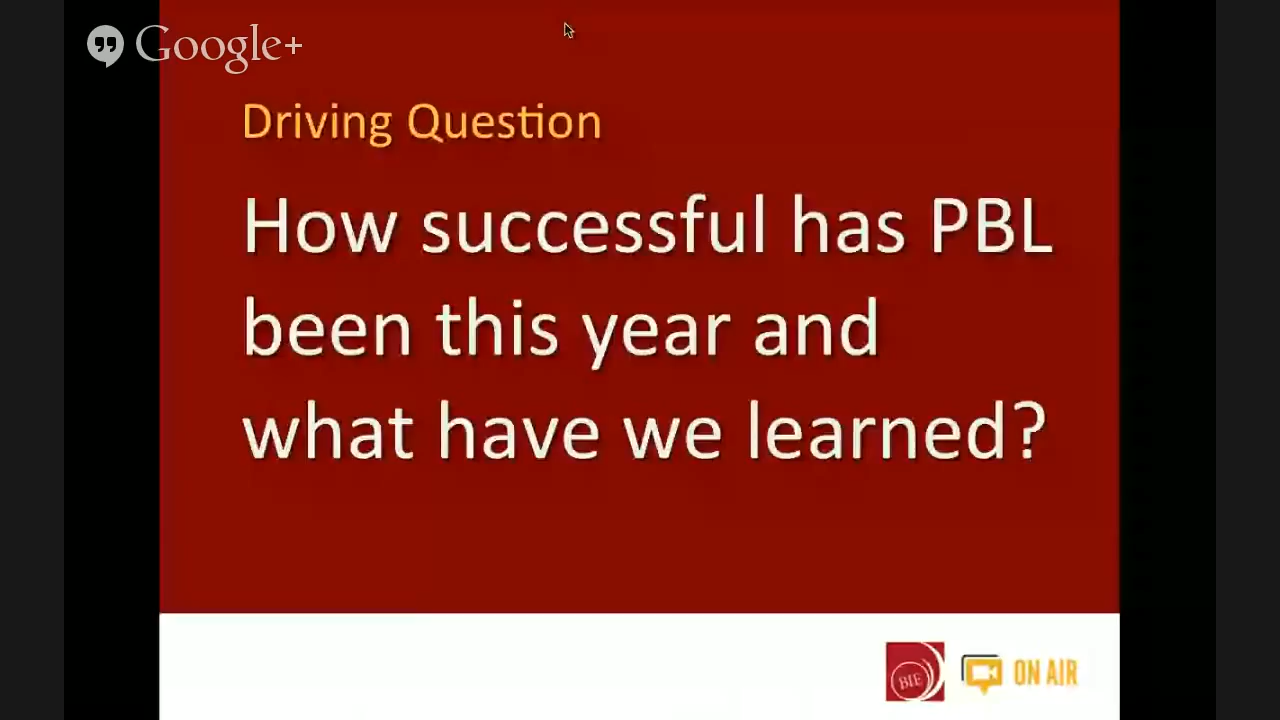 Google+
Driving Question
How successful has PBL
been this year and
what have we learned?
BIE
ON AIR